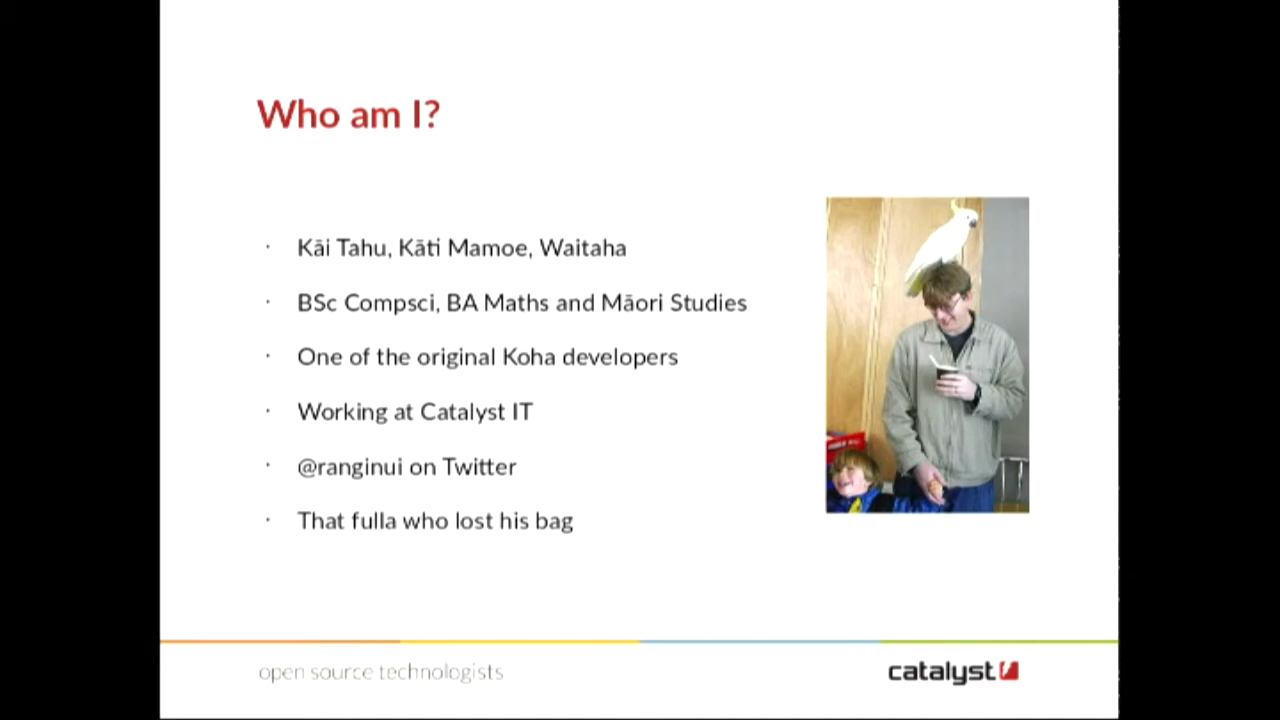 Who am I?
· Kāi Tahu, Kāti Mamoe, Waitaha
· BSc Compsci, BA Maths and Māori Studies
· One of the original Koha developers
· Working at Catalyst IT
· @ranginui on Twitter
· That fulla who lost his bag
open source technologists
catalyst